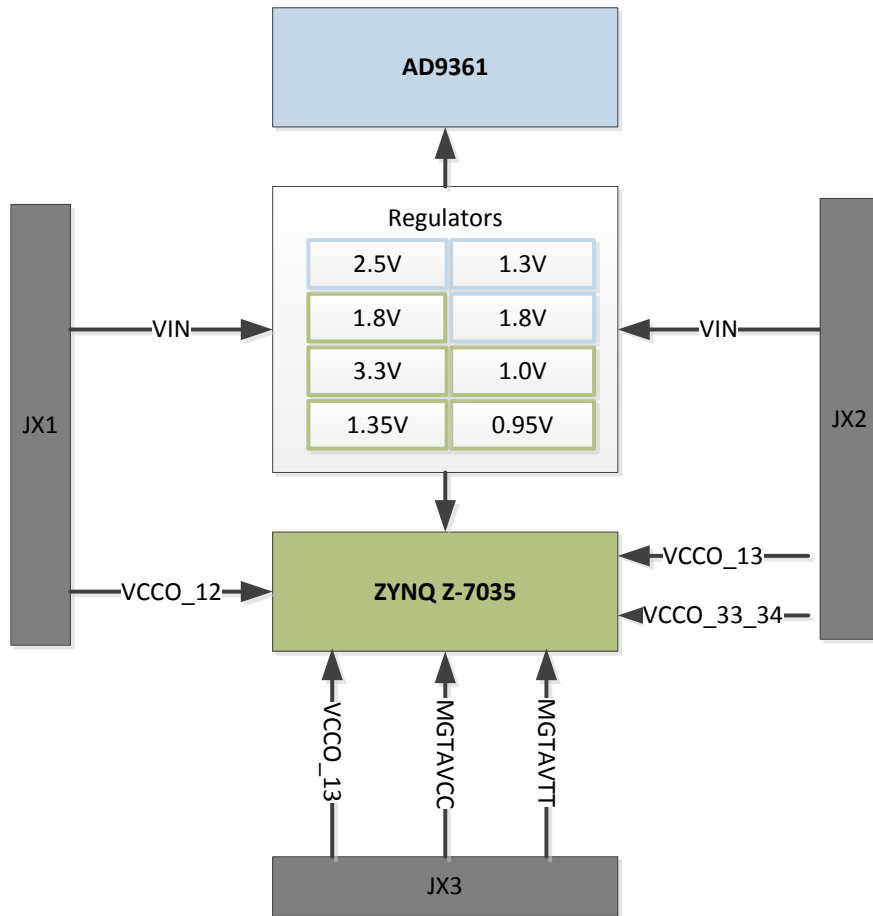 AD9361
Regulators
2.5V 1.3V
1.8V 1.8V
3.3V 1.0V
1.35V 0.95V
VIN
VIN
JX1
JX2
VCCO_13
VCCO_12
ZYNQ Z-7035
VCCO_33_34
VCCO_13
MGTAVCC
MGTAVTT
JX3